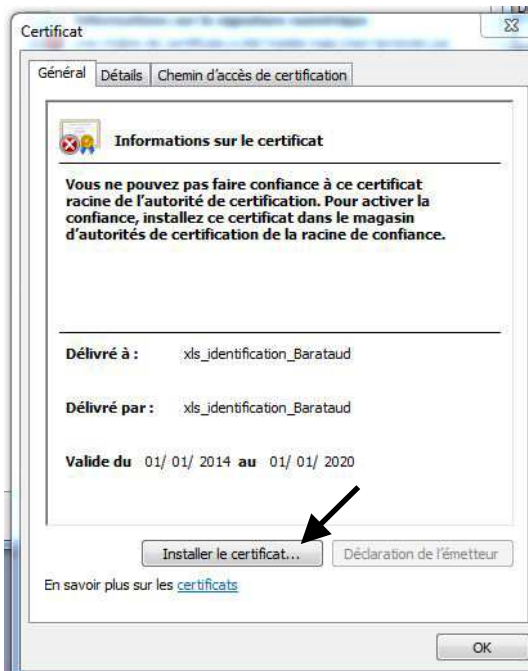 Certificat
Général Détails Chemin d'accès de certification
Informations sur le certificat
Vous ne pouvez pas faire confiance à ce certificat
racine de l'autorité de certification. Pour activer la
confiance, installez ce certificat dans le magasin
d'autorités de certification de la racine de confiance.
Délivré à : xls_identification_Barataud
Délivré par : xls_identification_Barataud
Valide du 01/ 01/ 2014 au 01/ 01/ 2020
Installer le certificat... Déclaration de l'émetteur
En savoir plus sur les certificats
OK